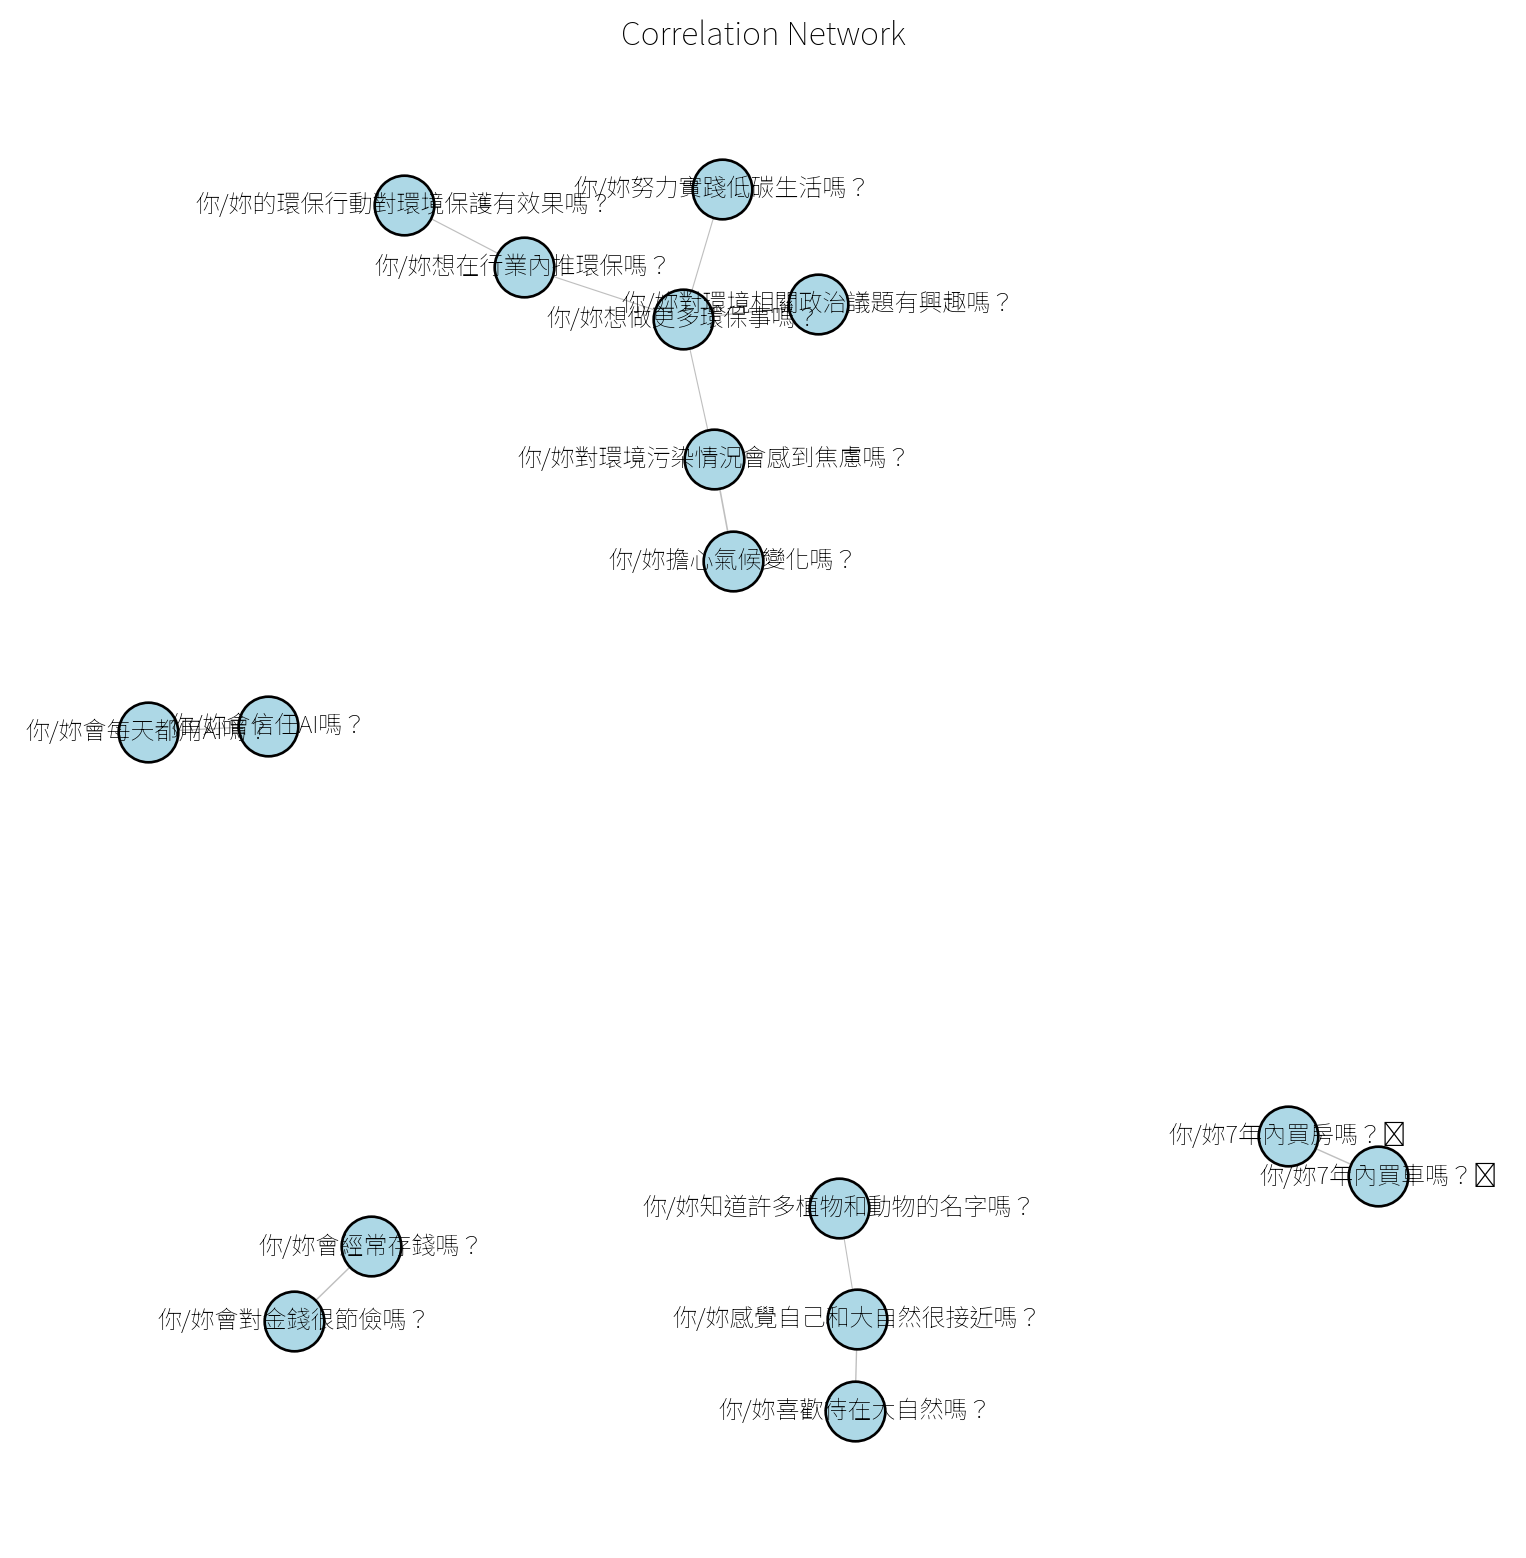 Correlation Network
你/妳努力實踐低碳生活嗎？
你/妳的環保行動對環境保護有效果嗎？
你/妳想在行業內推環保嗎？
你/妳對環境相關政治議題有興趣嗎？
你/妳想做更多環保事嗎？
你/妳對環境污染情況會感到焦慮嗎？
你/妳擔心氣候變化嗎？
你/妳會每天都用AI嗎？
你/妳會信任AI嗎？
你/妳7年內買房嗎？
你/妳7年內買車嗎？
你/妳知道許多植物和動物的名字嗎？
你/妳會經常存錢嗎？
你/妳感覺自己和大自然很接近嗎？
你/妳會對金錢很節儉嗎？
你/妳喜歡待在大自然嗎？